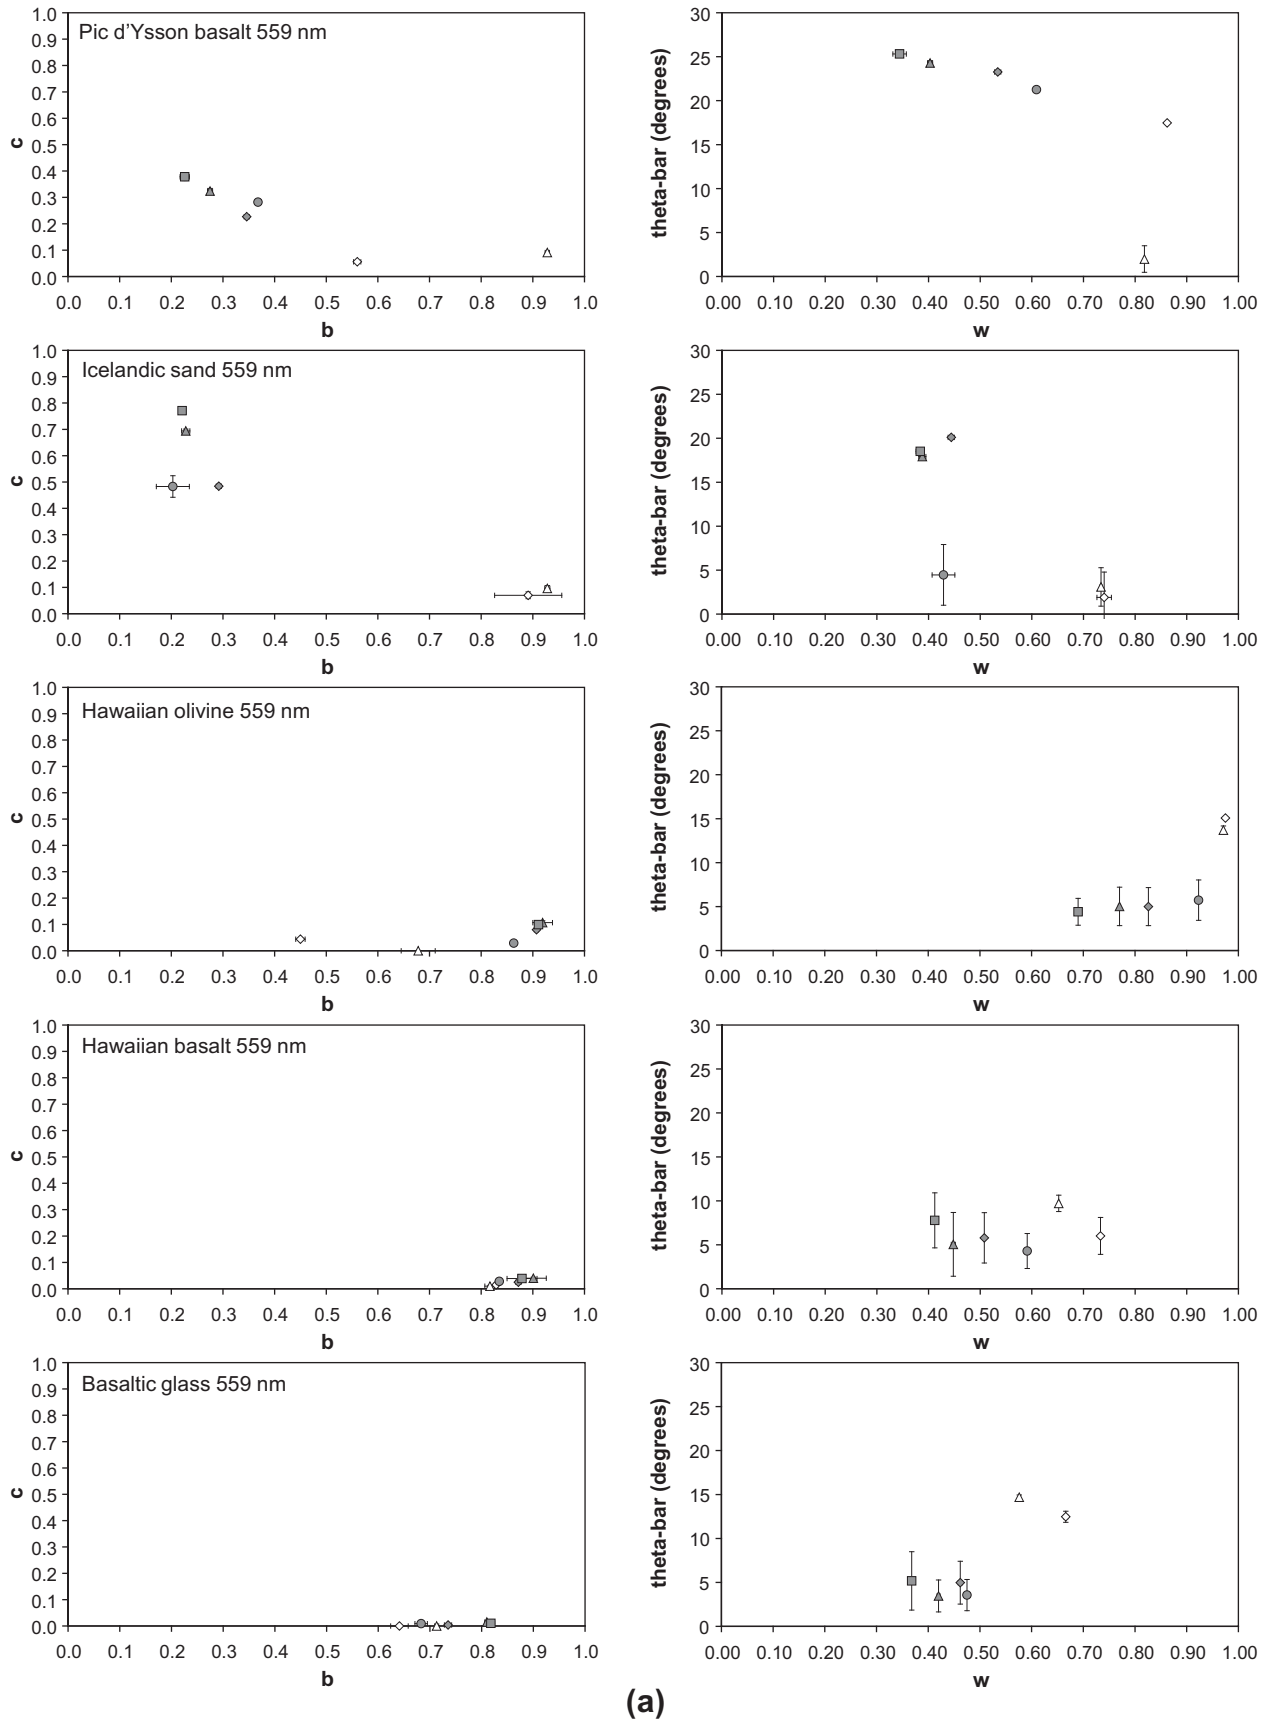 Pic d'Ysson basalt 559 nm
1.0
0.9
0.8
0.7
0.6
0.5
0.4
0.3
0.2
0.1
0.0
c
0.0 0.1 0.2 0.3 0.4 0.5 0.6 0.7 0.8 0.9 1.0
b
30
25
20
15
10
5
0
theta-bar (degrees)
0.00 0.10 0.20 0.30 0.40 0.50 0.60 0.70 0.80 0.90 1.00
w
Icelandic sand 559 nm
1.0
0.9
0.8
0.7
0.6
0.5
0.4
0.3
0.2
0.1
0.0
c
0.0 0.1 0.2 0.3 0.4 0.5 0.6 0.7 0.8 0.9 1.0
b
30
25
20
15
10
5
0
theta-bar (degrees)
0.00 0.10 0.20 0.30 0.40 0.50 0.60 0.70 0.80 0.90 1.00
w
Hawaiian olivine 559 nm
1.0
0.9
0.8
0.7
0.6
0.5
0.4
0.3
0.2
0.1
0.0
c
0.0 0.1 0.2 0.3 0.4 0.5 0.6 0.7 0.8 0.9 1.0
b
30
25
20
15
10
5
0
theta-bar (degrees)
0.00 0.10 0.20 0.30 0.40 0.50 0.60 0.70 0.80 0.90 1.00
w
Hawaiian basalt 559 nm
1.0
0.9
0.8
0.7
0.6
0.5
0.4
0.3
0.2
0.1
0.0
c
0.0 0.1 0.2 0.3 0.4 0.5 0.6 0.7 0.8 0.9 1.0
b
30
25
20
15
10
5
0
theta-bar (degrees)
0.00 0.10 0.20 0.30 0.40 0.50 0.60 0.70 0.80 0.90 1.00
w
Basaltic glass 559 nm
1.0
0.9
0.8
0.7
0.6
0.5
0.4
0.3
0.2
0.1
0.0
c
0.0 0.1 0.2 0.3 0.4 0.5 0.6 0.7 0.8 0.9 1.0
b
30
25
20
15
10
5
0
theta-bar (degrees)
0.00 0.10 0.20 0.30 0.40 0.50 0.60 0.70 0.80 0.90 1.00
w
(a)